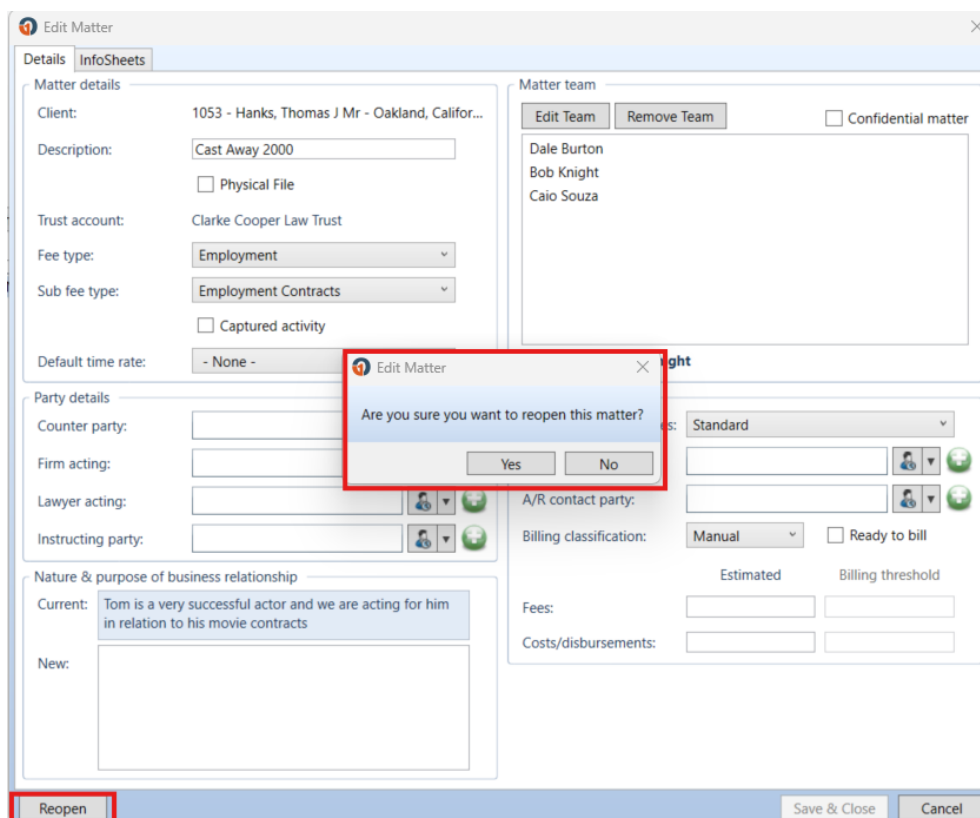 Edit Matter
Details InfoSheets
Matter details
Client: 1053 - Hanks, Thomas J Mr - Oakland, Califor...
Description: Cast Away 2000
Physical File
Trust account: Clarke Cooper Law Trust
Fee type: Employment
Sub fee type: Employment Contracts
Captured activity
Default time rate: - None -
Matter team
Edit Team Remove Team Confidential matter
Dale Burton
Bob Knight
Caio Souza
Edit Matter
Are you sure you want to reopen this matter?
Yes No
Party details
Counter party:
Firm acting:
Lawyer acting:
Instructing party:
Standard
A/R contact party:
Billing classification: Manual Ready to bill
Estimated Billing threshold
Fees:
Costs/disbursements:
Nature & purpose of business relationship
Current: Tom is a very successful actor and we are acting for him
in relation to his movie contracts
New:
Reopen Save & Close Cancel